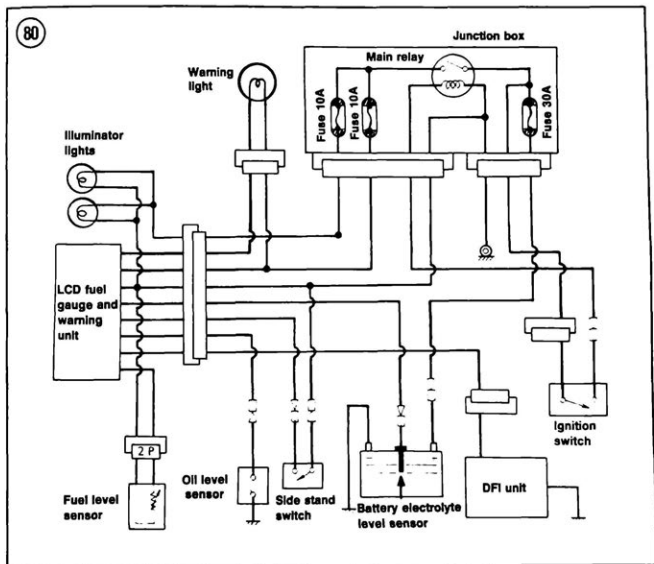 80
Junction box
Main relay
Warning
light
Fuse 10A
Fuse 10A
Fuse 30A
Illuminator
lights
LCD fuel
gauge and
warning
unit
2 P
Fuel level
sensor
Oil level
sensor
Side stand
switch
Battery electrolyte
level sensor
DFI unit
Ignition
switch